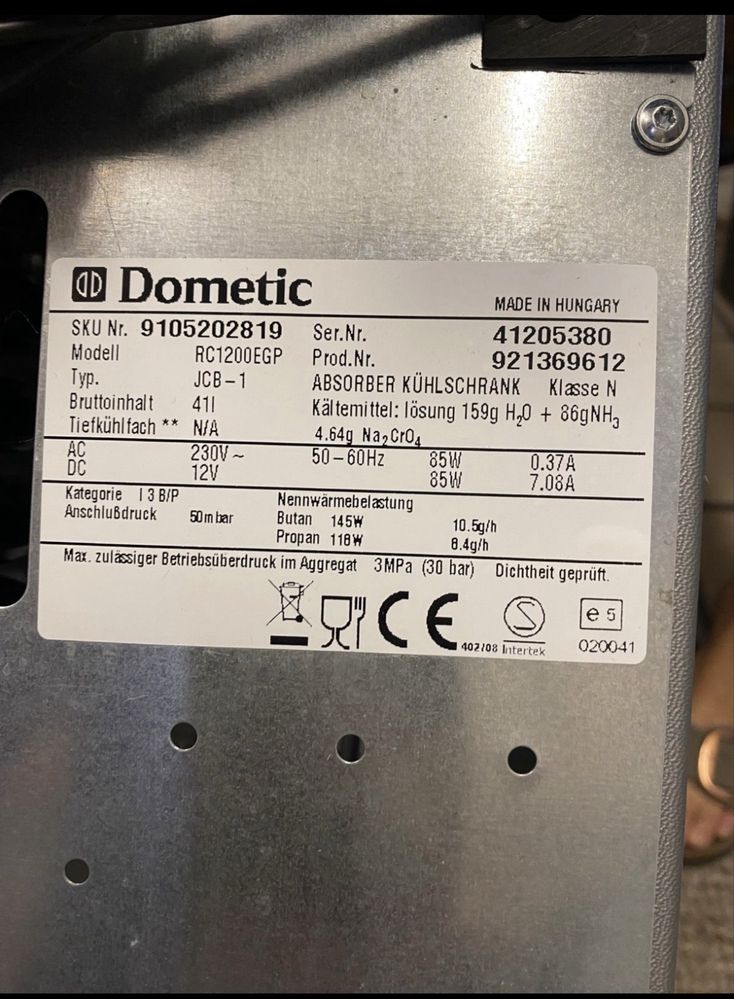 Dometic
MADE IN HUNGARY
SKU Nr. 9105202819 Ser.Nr. 41205380
Modell RC1200EGP Prod.Nr. 921369612
Typ. JCB-1 ABSORBER KÜHLSCHRANK Klasse N
Bruttoinhalt 41l Kältemittel: lösung 159g H₂O + 86gNH₃
Tiefkühlfach ** N/A 4.64g Na₂CrO₄
AC 230V~ 50-60Hz 85W 0.37A
DC 12V 85W 7.08A
Kategorie I 3 B/P Nennwärmebelastung
Anschlußdruck 50mbar Butan 145W 10.5g/h
Propan 118W 8.4g/h
Max. zulässiger Betriebsüberdruck im Aggregat 3MPa (30 bar) Dichtheit geprüft.
CE 402/08 S Intertek e 5 020041